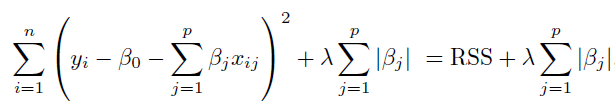 \sum_{i=1}^{n} \left( y_i - \beta_0 - \sum_{j=1}^{p} \beta_j x_{ij} \right)^2 + \lambda \sum_{j=1}^{p} |\beta_j| = \text{RSS} + \lambda \sum_{j=1}^{p} |\beta_j|